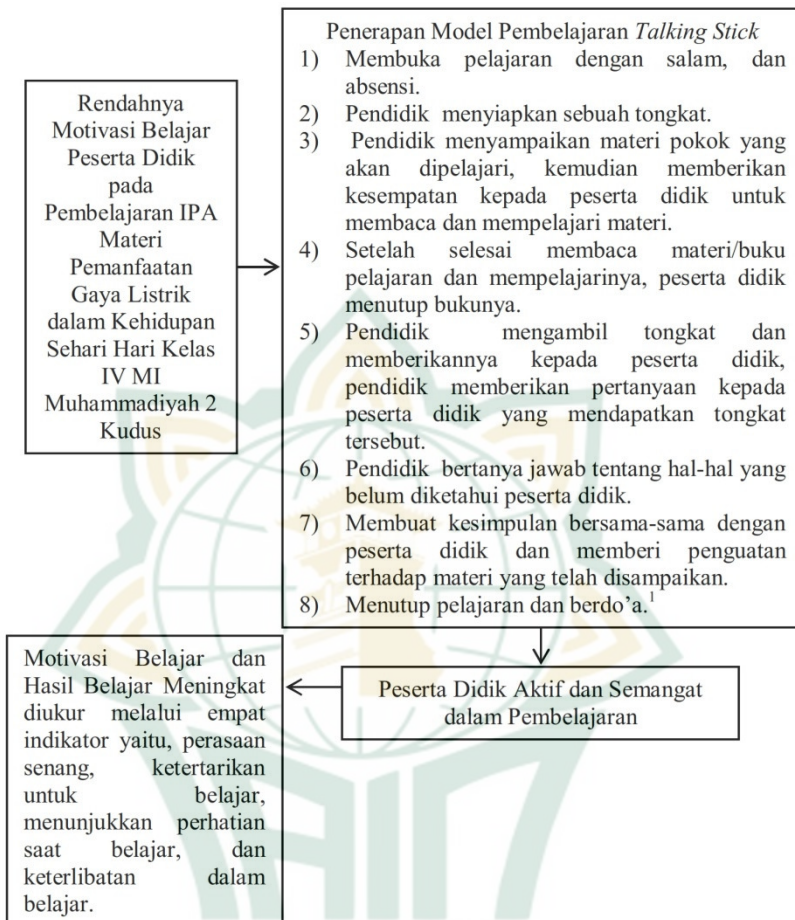 Rendahnya
Motivasi Belajar
Peserta Didik
pada
Pembelajaran IPA
Materi
Pemanfaatan
Gaya Listrik
dalam Kehidupan
Sehari Hari Kelas
IV MI
Muhammadiyah 2
Kudus
Penerapan Model Pembelajaran Talking Stick
1) Membuka pelajaran dengan salam, dan
absensi.
2) Pendidik menyiapkan sebuah tongkat.
3) Pendidik menyampaikan materi pokok yang
akan dipelajari, kemudian memberikan
kesempatan kepada peserta didik untuk
membaca dan mempelajari materi.
4) Setelah selesai membaca materi/buku
pelajaran dan mempelajarinya, peserta didik
menutup bukunya.
5) Pendidik mengambil tongkat dan
memberikannya kepada peserta didik,
pendidik memberikan pertanyaan kepada
peserta didik yang mendapatkan tongkat
tersebut.
6) Pendidik bertanya jawab tentang hal-hal yang
belum diketahui peserta didik.
7) Membuat kesimpulan bersama-sama dengan
peserta didik dan memberi penguatan
terhadap materi yang telah disampaikan.
8) Menutup pelajaran dan berdo’a.1
Peserta Didik Aktif dan Semangat
dalam Pembelajaran
Motivasi Belajar dan
Hasil Belajar Meningkat
diukur melalui empat
indikator yaitu, perasaan
senang, ketertarikan
untuk belajar,
menunjukkan perhatian
saat belajar, dan
keterlibatan dalam
belajar.